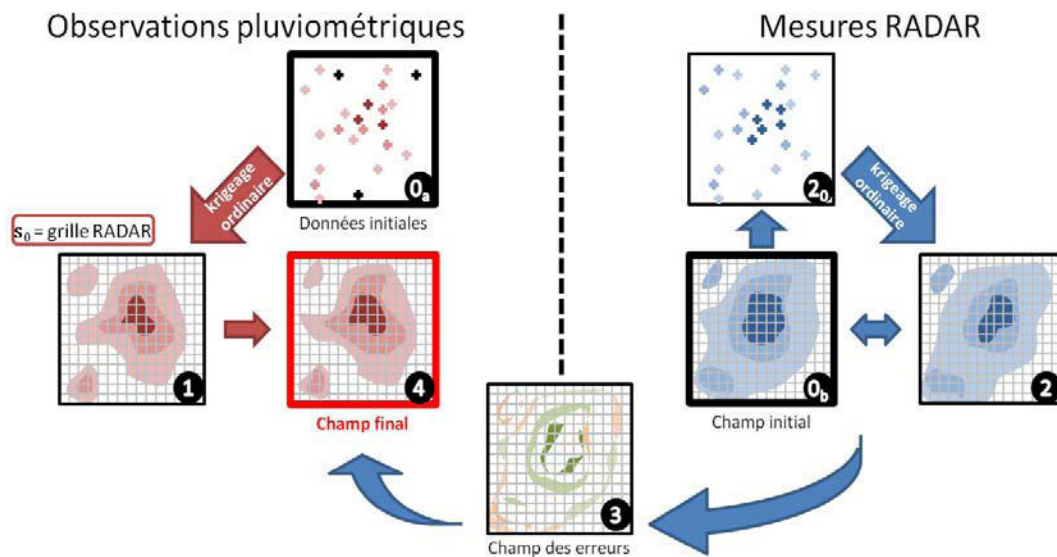 Observations pluviométriques
Mesures RADAR
0a
Données initiales
krigeage
ordinaire
s0 = grille RADAR
1
4
Champ final
20
krigeage
ordinaire
0b
Champ initial
2
3
Champ des erreurs